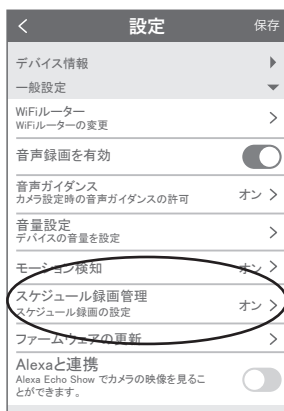 設定
保存
デバイス情報
一般設定
WiFiルーター
WiFiルーターの変更
音声録画を有効
音声ガイダンス
カメラ設定時の音声ガイダンスの許可
オン
音量設定
デバイスの音量を設定
モーション検知
オン
スケジュール録画管理
スケジュール録画の設定
オン
ファームウェアの更新
Alexaと連携
Alexa Echo Show でカメラの映像を見るこ
とができます。